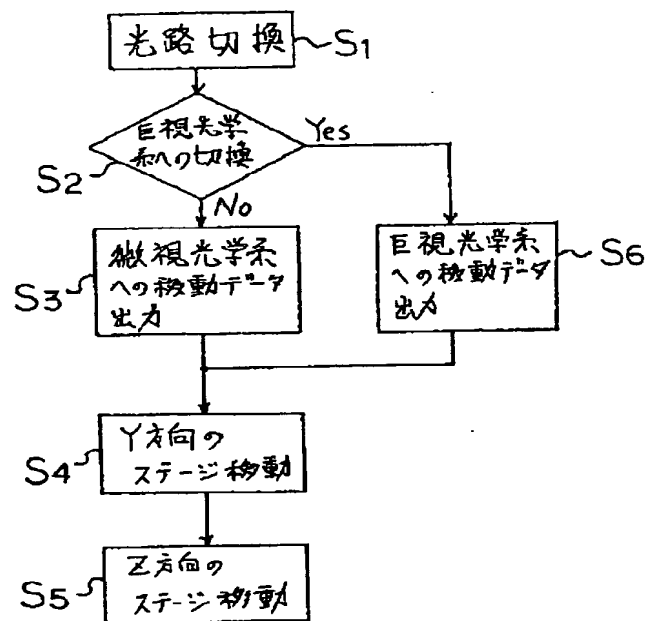 光路切換
S1
巨視光学
系への切換
S2
Yes
No
微視光学系
への移動データ
出力
S3
巨視光学系
への移動データ
出力
S6
Y方向の
ステージ移動
S4
Z方向の
ステージ移動
S5